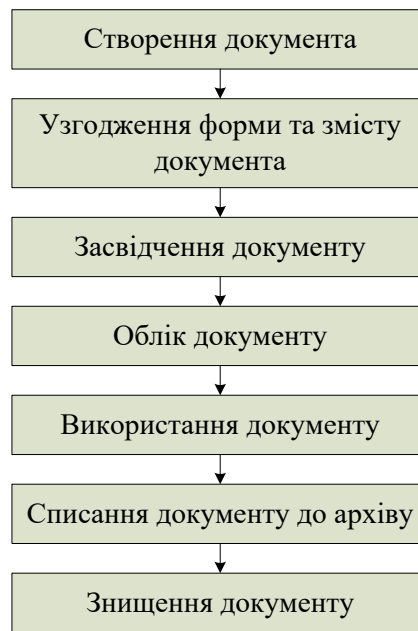 Створення документа
Узгодження форми та змісту
документа
Засвідчення документу
Облік документу
Використання документу
Списання документу до архіву
Знищення документу